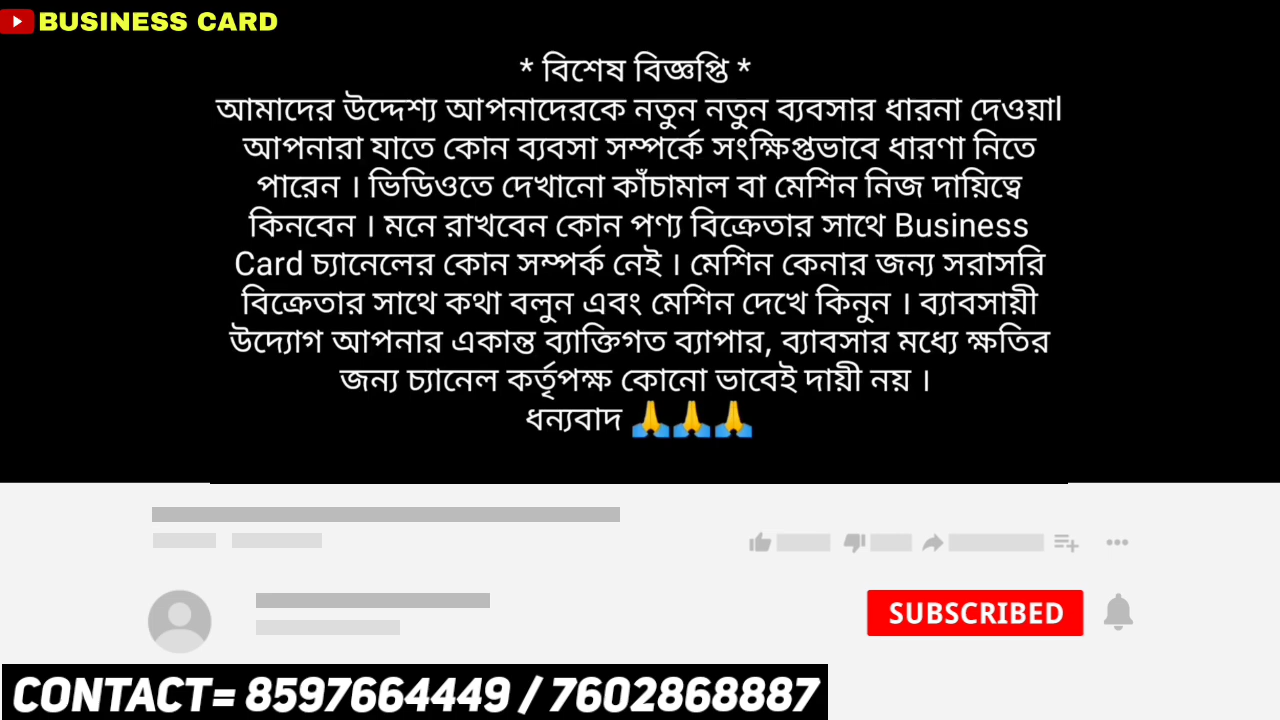 BUSINESS CARD
* বিশেষ বিজ্ঞপ্তি *
আমাদের উদ্দেশ্য আপনাদেরকে নতুন নতুন ব্যবসার ধারনা দেওয়া৷
আপনারা যাতে কোন ব্যবসা সম্পর্কে সংক্ষিপ্তভাবে ধারণা নিতে
পারেন । ভিডিওতে দেখানো কাঁচামাল বা মেশিন নিজ দায়িত্বে
কিনবেন । মনে রাখবেন কোন পণ্য বিক্রেতার সাথে Business
Card চ্যানেলের কোন সম্পর্ক নেই । মেশিন কেনার জন্য সরাসরি
বিক্রেতার সাথে কথা বলুন এবং মেশিন দেখে কিনুন । ব্যাবসায়ী
উদ্যোগ আপনার একান্ত ব্যাক্তিগত ব্যাপার, ব্যাবসার মধ্যে ক্ষতির
জন্য চ্যানেল কর্তৃপক্ষ কোনো ভাবেই দায়ী নয় ।
ধন্যবাদ 🙏🙏🙏
SUBSCRIBED
CONTACT= 8597664449 / 7602868887